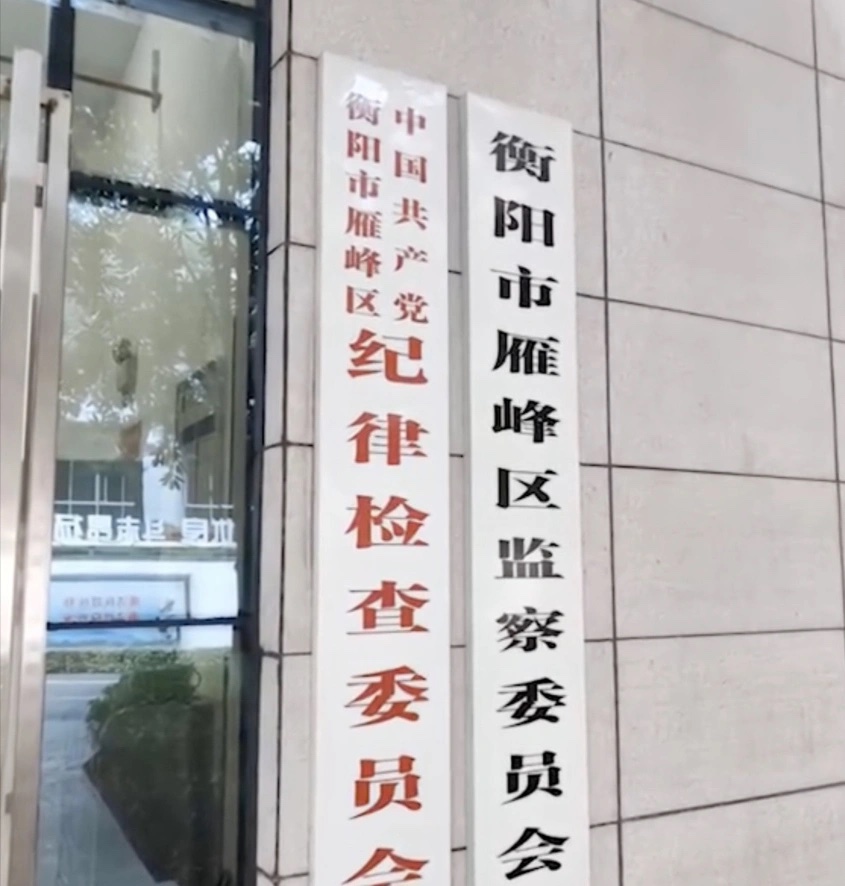 中国共产党
衡阳市雁峰区
纪律检查委员会
衡阳市雁峰区监察委员会